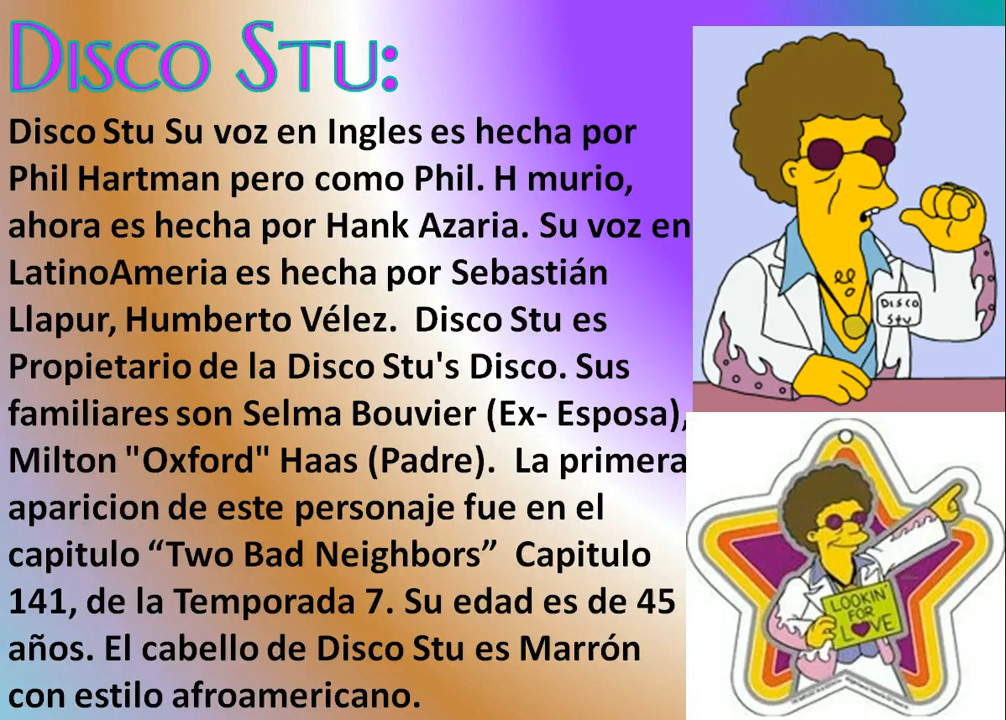 Disco Stu:
Disco Stu Su voz en Ingles es hecha por
Phil Hartman pero como Phil. H murio,
ahora es hecha por Hank Azaria. Su voz en
LatinoAmeria es hecha por Sebastián
Llapur, Humberto Vélez.  Disco Stu es
Propietario de la Disco Stu's Disco. Sus
familiares son Selma Bouvier (Ex- Esposa),
Milton "Oxford" Haas (Padre).  La primera
aparicion de este personaje fue en el
capitulo “Two Bad Neighbors”  Capitulo
141, de la Temporada 7. Su edad es de 45
años. El cabello de Disco Stu es Marrón
con estilo afroamericano.
DISCO
STU
LOOKIN'
FOR
LOVE